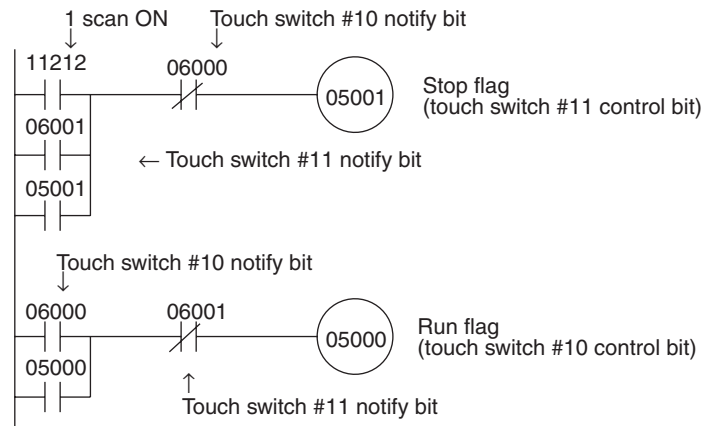 1 scan ON
Touch switch #10 notify bit
↓
↓
11212
06000
05001
Stop flag
(touch switch #11 control bit)
06001
← Touch switch #11 notify bit
05001
Touch switch #10 notify bit
↓
06000
06001
05000
Run flag
(touch switch #10 control bit)
05000
↑
Touch switch #11 notify bit